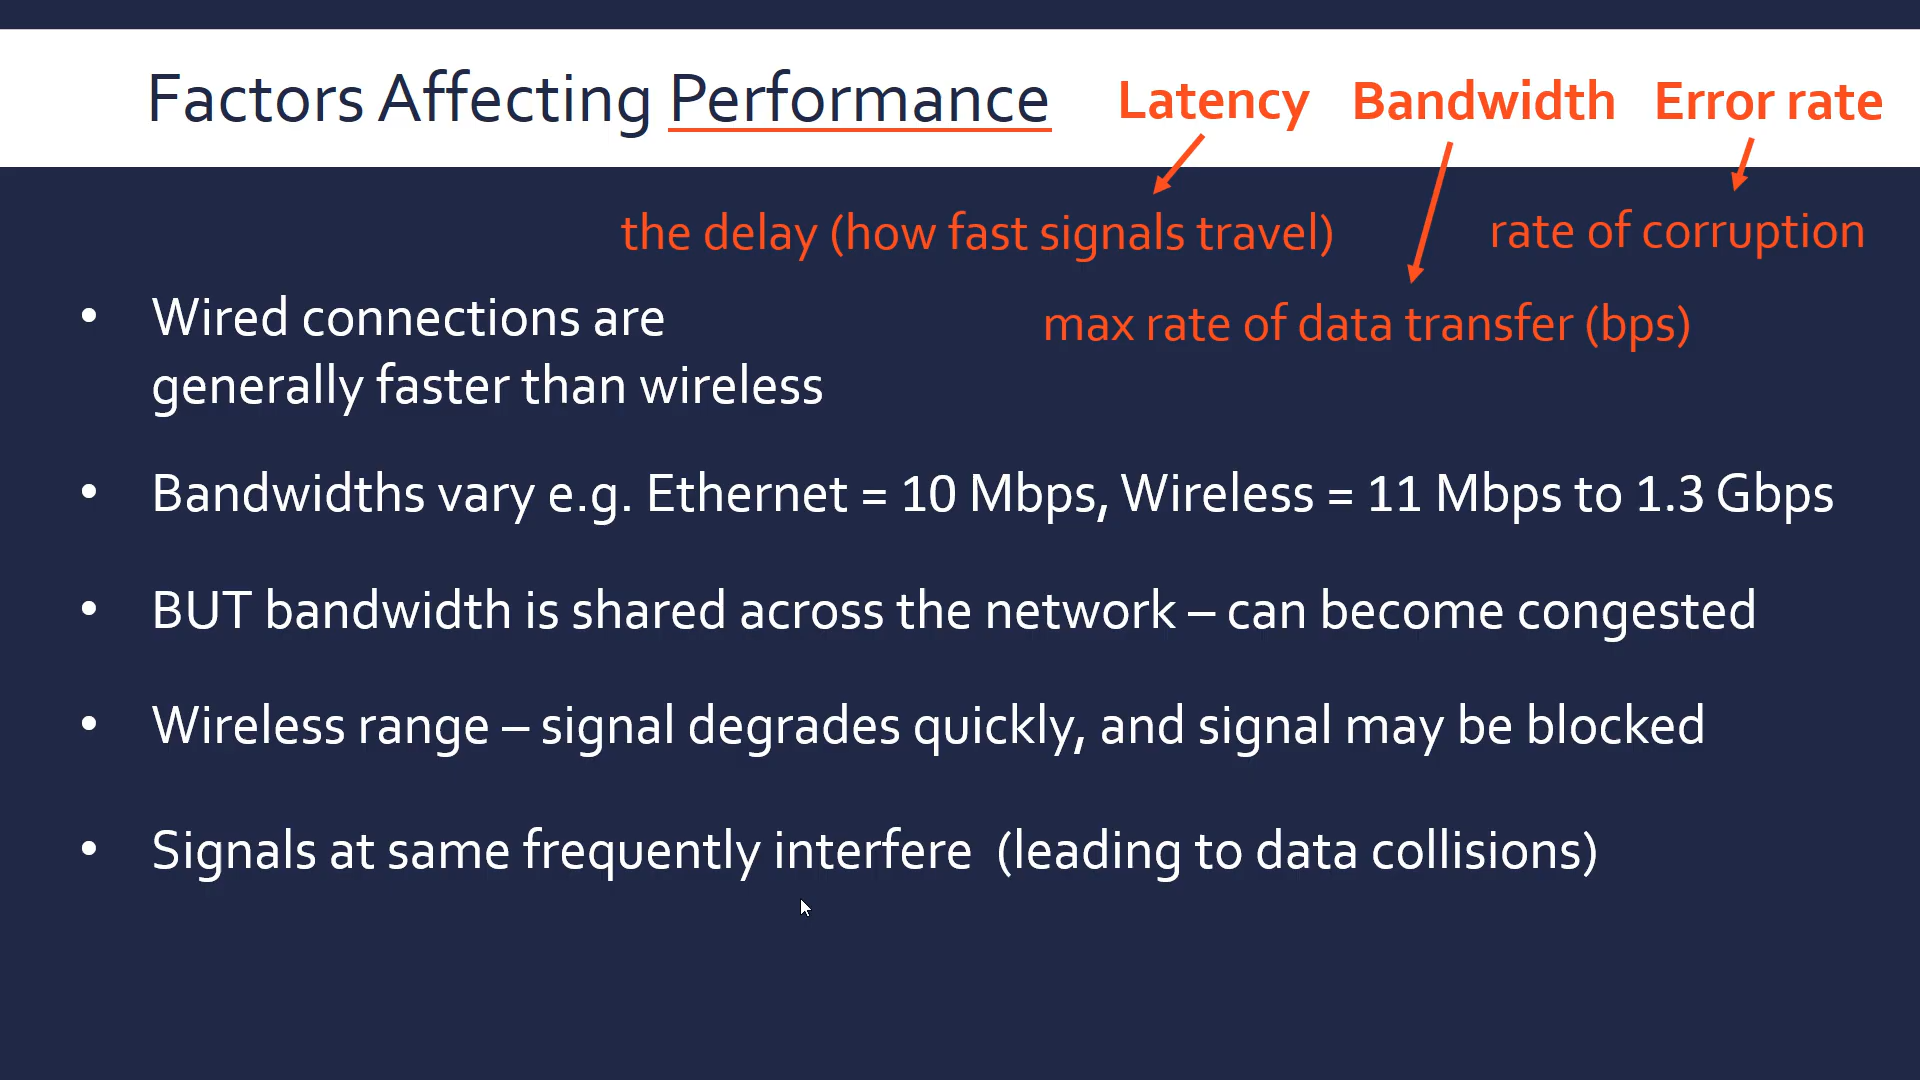 Factors Affecting Performance
Latency Bandwidth Error rate
the delay (how fast signals travel)
rate of corruption
max rate of data transfer (bps)
• Wired connections are
generally faster than wireless
• Bandwidths vary e.g. Ethernet = 10 Mbps, Wireless = 11 Mbps to 1.3 Gbps
• BUT bandwidth is shared across the network – can become congested
• Wireless range – signal degrades quickly, and signal may be blocked
• Signals at same frequently interfere (leading to data collisions)